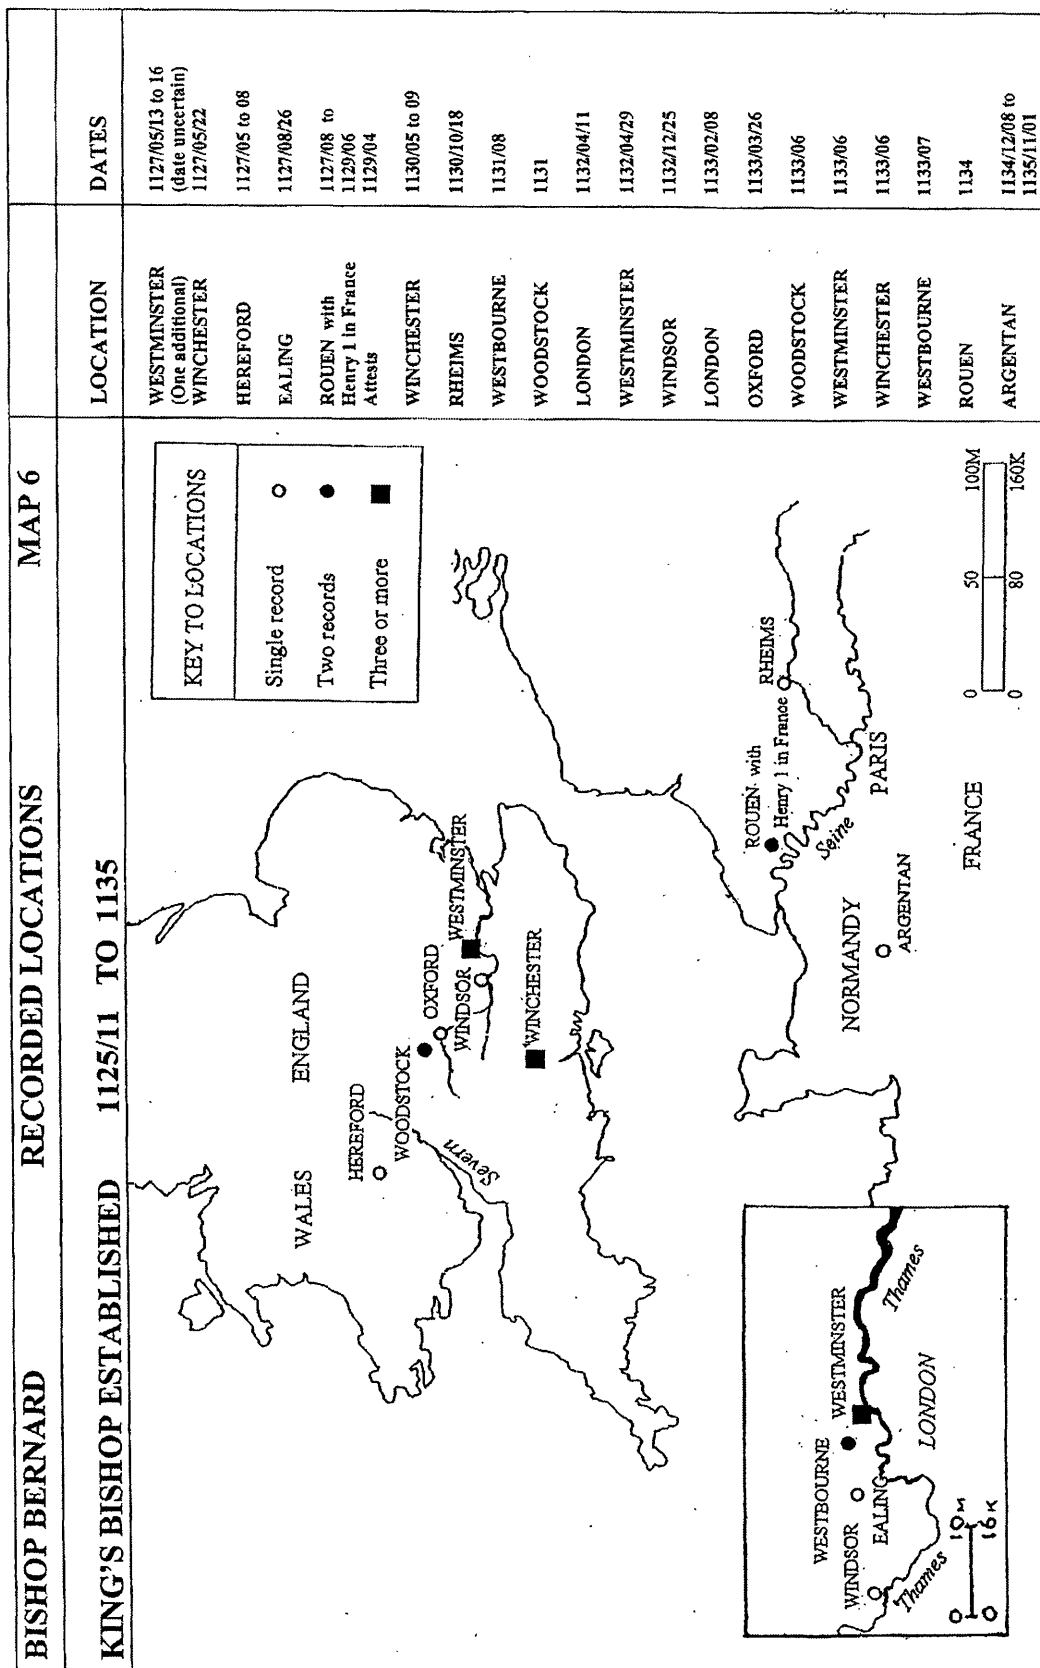 BISHOP BERNARD RECORDED LOCATIONS MAP 6
KING'S BISHOP ESTABLISHED 1125/11 TO 1135
LOCATION DATES
WESTMINSTER 1127/05/13 to 16
(One additional) (date uncertain)
WINCHESTER 1127/05/22
HEREFORD 1127/05 to 08
EALING 1127/08/26
ROUEN with 1127/08 to
Henry 1 in France 1129/06
Attests 1129/04
WINCHESTER 1130/05 to 09
RHEIMS 1130/10/18
WESTBOURNE 1131/08
WOODSTOCK 1131
LONDON 1132/04/11
WESTMINSTER 1132/04/29
WINDSOR 1132/12/25
LONDON 1133/02/08
OXFORD 1133/03/26
WOODSTOCK 1133/06
WESTMINSTER 1133/06
WINCHESTER 1133/06
WESTBOURNE 1133/07
ROUEN 1134
ARGENTAN 1134/12/08 to
1135/11/01
KEY TO LOCATIONS
Single record
Two records
Three or more
WALES
ENGLAND
HEREFORD
WOODSTOCK
OXFORD
WINDSOR
WESTMINSTER
Severn
WINCHESTER
ROUEN with
Henry 1 in France
RHEIMS
Seine
PARIS
NORMANDY
ARGENTAN
FRANCE
0 50 100M
0 80 160K
WESTBOURNE
WINDSOR
WESTMINSTER
EALING
Thames
Thames
LONDON
0 10M
0 16K